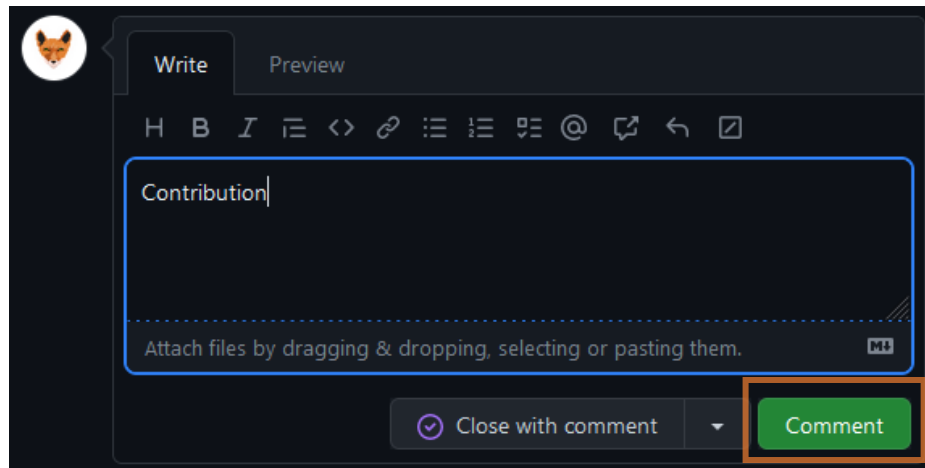 Write Preview
H B I <> @
Contribution
Attach files by dragging & dropping, selecting or pasting them. M↓
Close with comment Comment